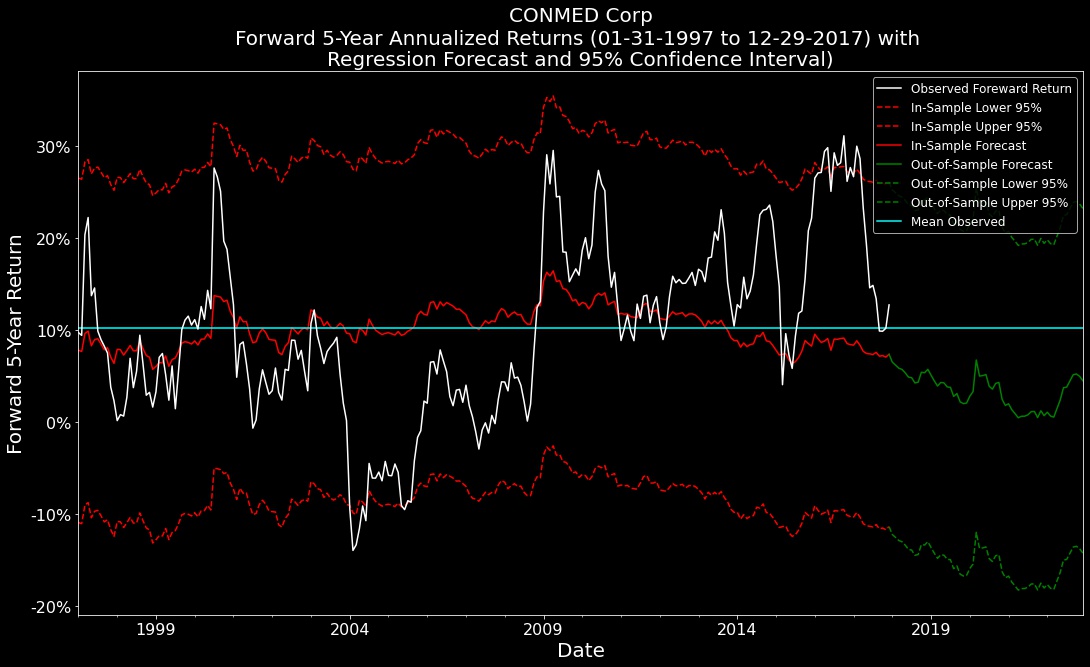 CONMED Corp
Forward 5-Year Annualized Returns (01-31-1997 to 12-29-2017) with
Regression Forecast and 95% Confidence Interval)
Observed Foreward Return
In-Sample Lower 95%
In-Sample Upper 95%
In-Sample Forecast
Out-of-Sample Forecast
Out-of-Sample Lower 95%
Out-of-Sample Upper 95%
Mean Observed
Forward 5-Year Return
30%
20%
10%
0%
-10%
-20%
1999 2004 2009 2014 2019
Date